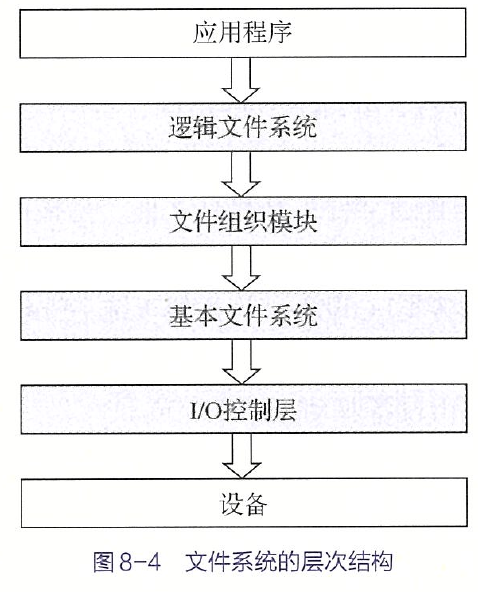 应用程序
逻辑文件系统
文件组织模块
基本文件系统
I/O控制层
设备
图8-4 文件系统的层次结构